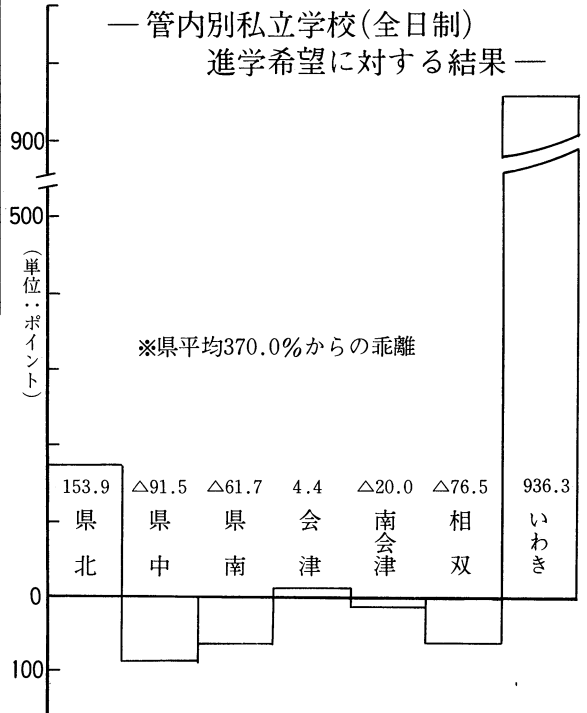 ― 管内別私立学校(全日制)
進学希望に対する結果 ―
900
500
(単位:ポイント)
※県平均370.0%からの乖離
153.9 △91.5 △61.7 4.4 △20.0 △76.5 936.3
県北 県中 県南 会津 南会津 相双 いわき
0
100